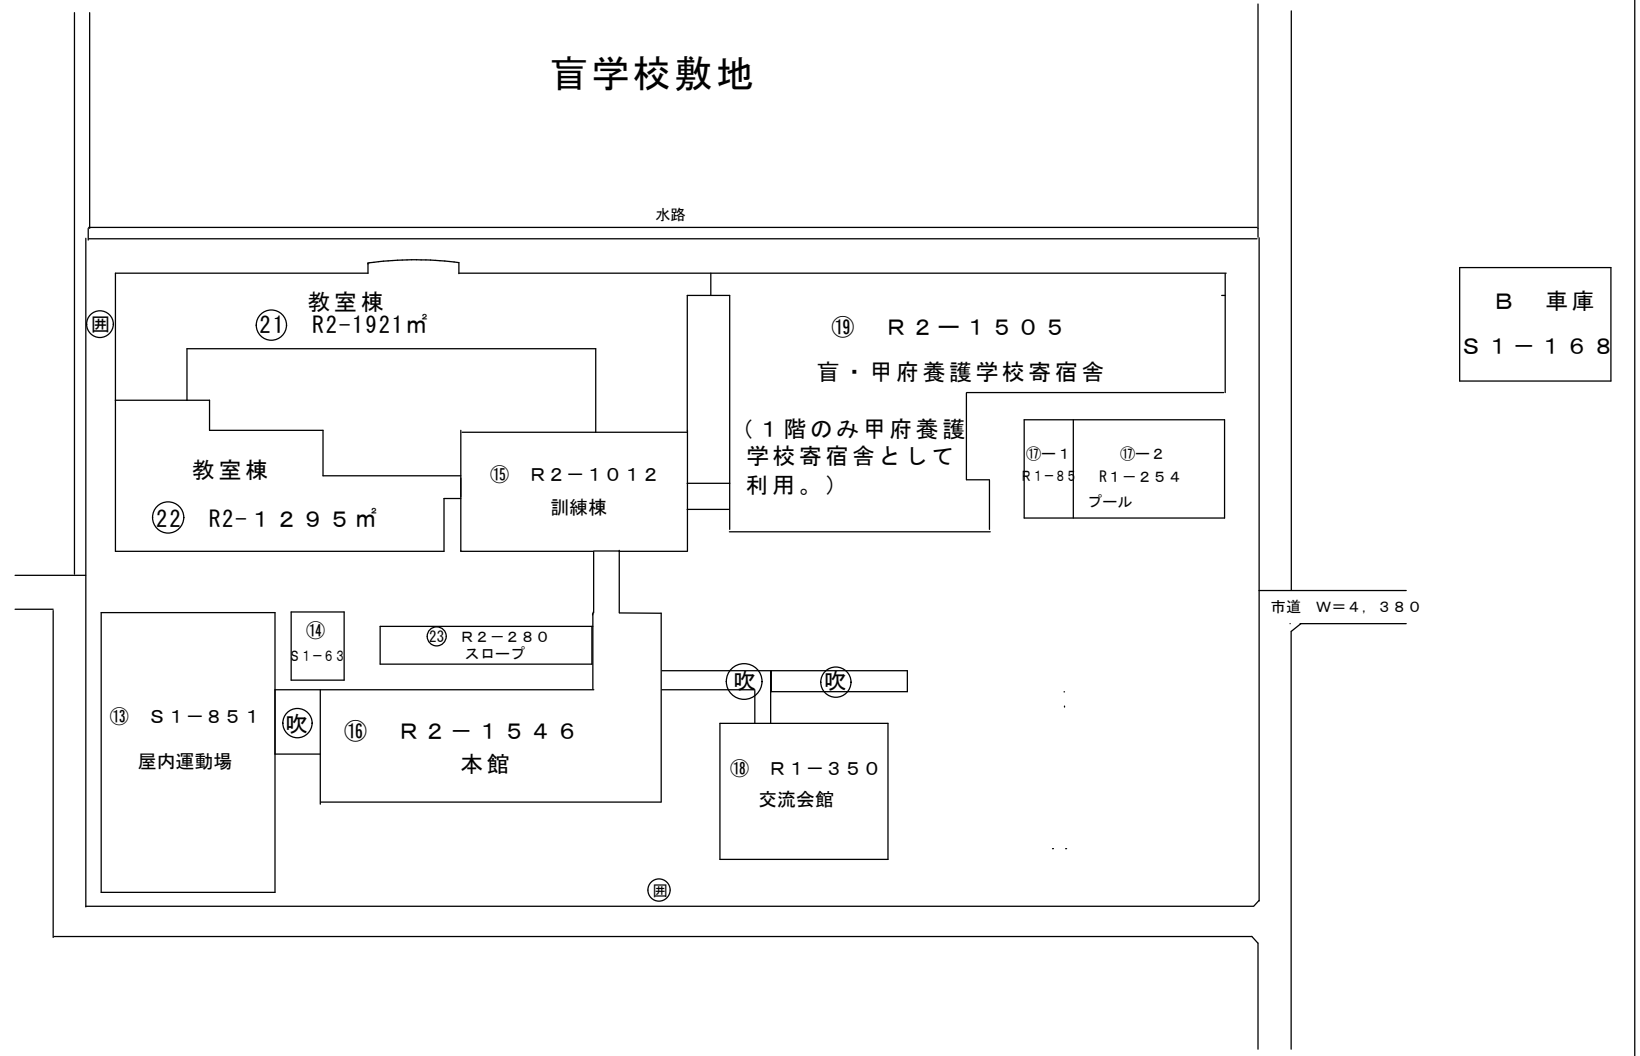 盲学校敷地
水路
教室棟
㉑ R2-1921㎡
囲
⑲ R2-1505
盲・甲府養護学校寄宿舎
(1階のみ甲府養護
学校寄宿舎として
利用。)
B 車庫
S1-168
教室棟
㉒ R2-1295㎡
⑮ R2-1012
訓練棟
⑰-1
R1-85
⑰-2
R1-254
プール
市道 W=4,380
⑭
S1-63
㉓ R2-280
スロープ
吹
吹
⑬ S1-851
屋内運動場
吹
⑯ R2-1546
本館
⑱ R1-350
交流会館
囲